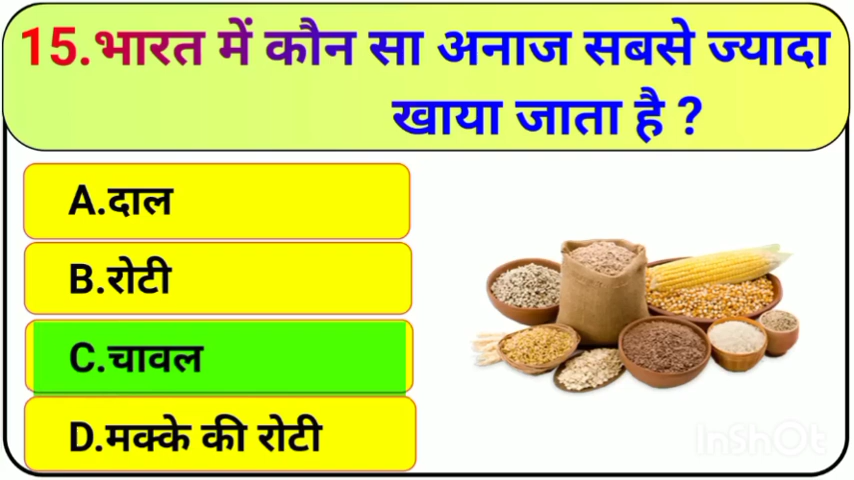 15.भारत में कौन सा अनाज सबसे ज्यादा
खाया जाता है ?
A.दाल
B.रोटी
C.चावल
D.मक्के की रोटी
InShOt